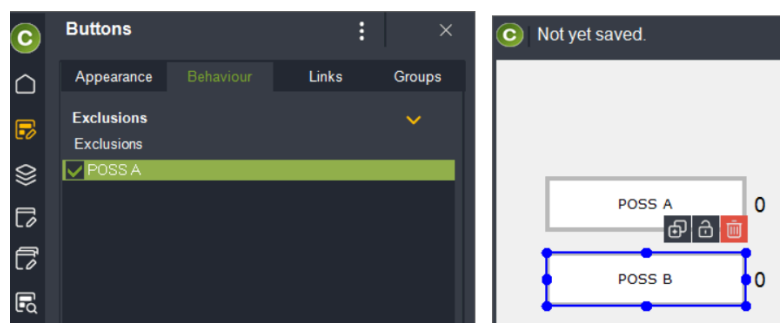 Buttons
C
Appearance Behaviour Links Groups
Exclusions
Exclusions
POSS A
C Not yet saved.
POSS A 0
POSS B 0